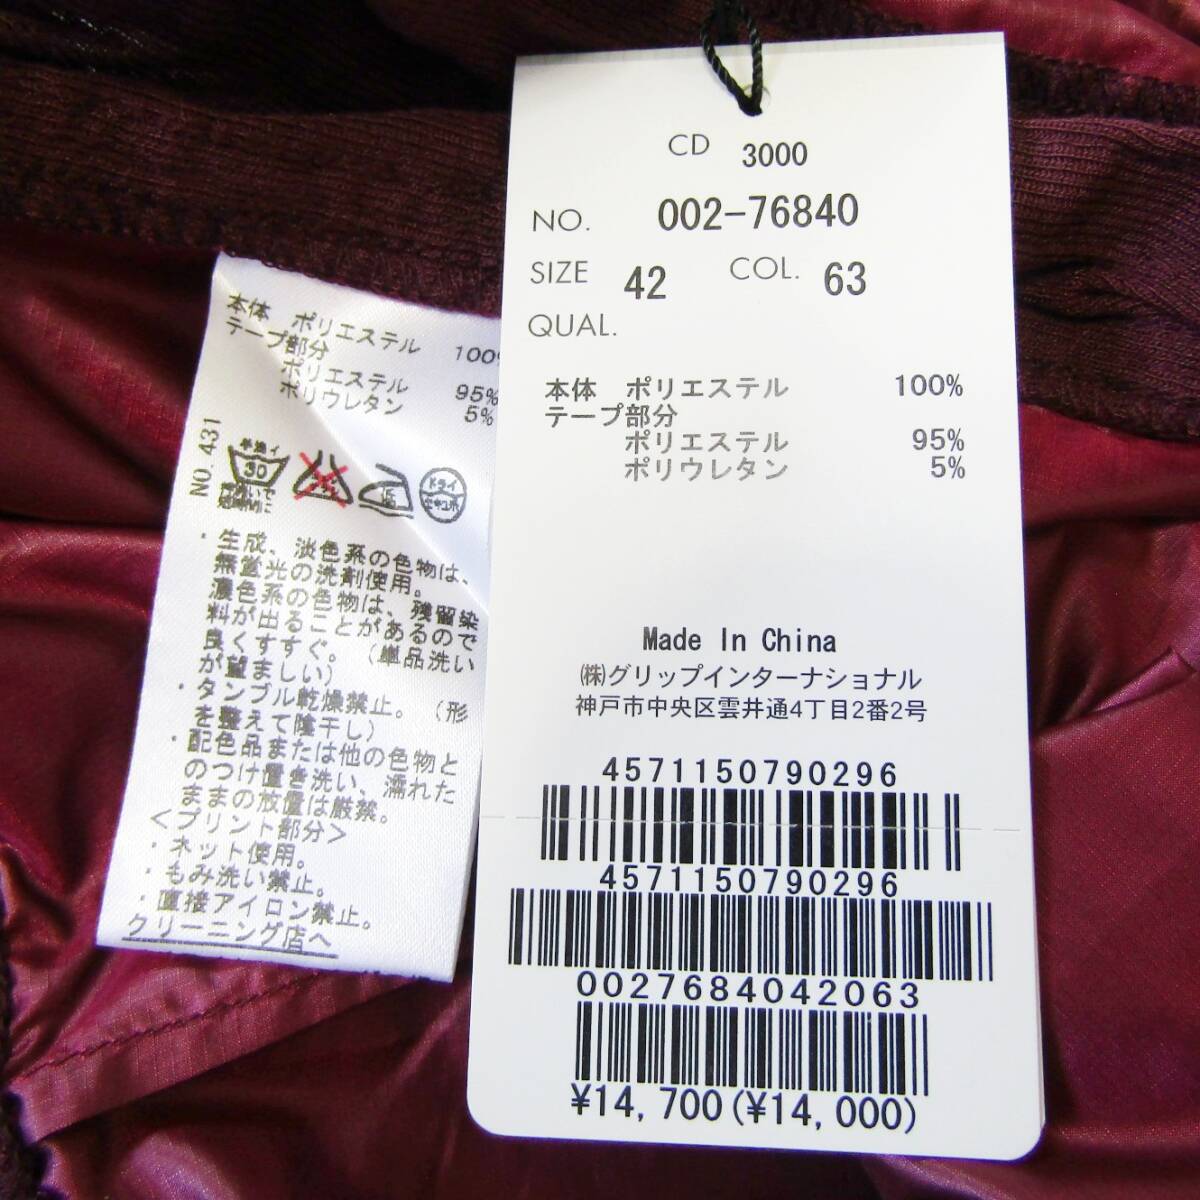 CD 3000
NO. 002-76840
SIZE 42 COL. 63
QUAL.
本体 ポリエステル 100%
テープ部分
ポリエステル 95%
ポリウレタン 5%
Made In China
㈱グリップインターナショナル
神戸市中央区雲井通4丁目2番2号
4571150790296
4571150790296
0027684042063
¥14,700(¥14,000)
本体 ポリエステル 100%
テープ部分
ポリエステル 95%
ポリウレタン 5%
NO.431
手洗イ
30
ドライ
・生成、淡色系の色物は、
無蛍光の洗剤使用。
濃色系の色物は、残留染
料が出ることがあるので
良くすすぐ。(単品洗い
が望ましい)
・タンブル乾燥禁止。(形
を整えて陰干し)
・配色品または他の色物と
のつけ置き洗い、濡れた
ままの放置は厳禁。
<プリント部分>
・ネット使用。
・もみ洗い禁止。
・直接アイロン禁止。
クリーニング店へ